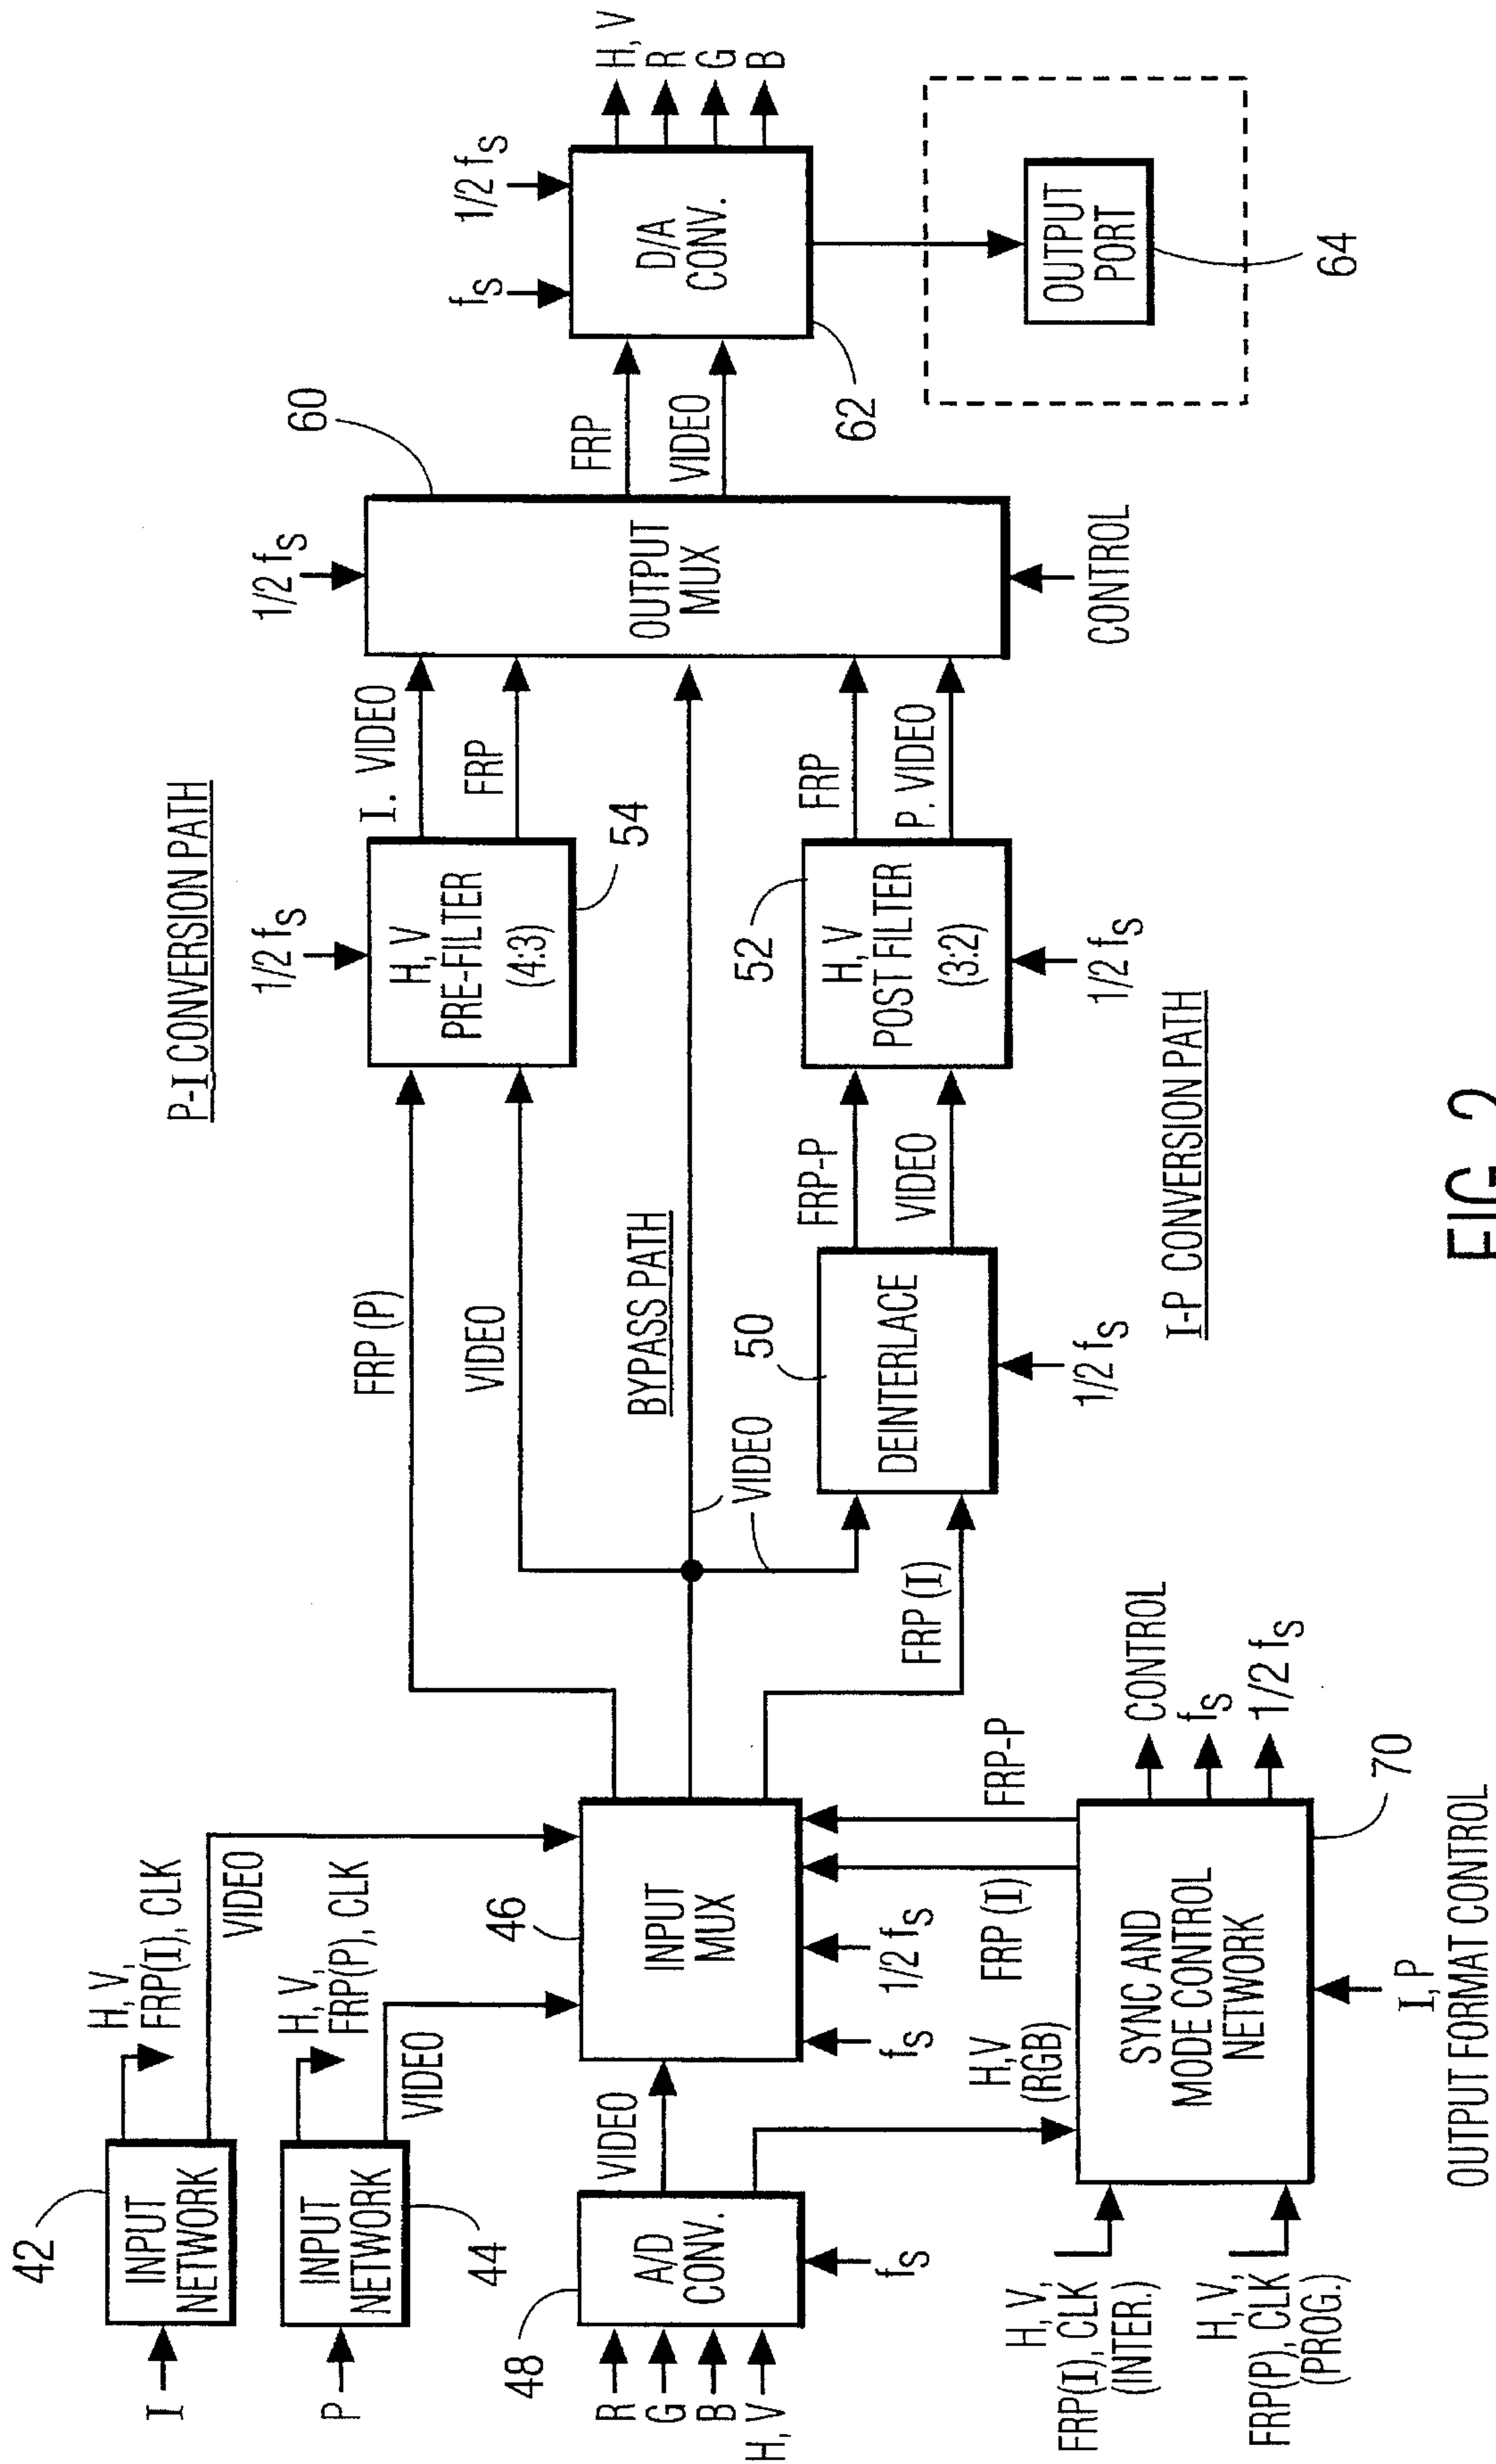 P-I CONVERSION PATH
42
I
INPUT
NETWORK
H, V,
FRP(I), CLK
VIDEO
P
INPUT
NETWORK
44
H, V,
FRP(P), CLK
VIDEO
48
R
G
B
H, V
A/D
CONV.
fS
VIDEO
H,V
(RGB)
46
INPUT
MUX
fS
1/2 fS
FRP (I)
FRP-P
H, V,
FRP(I), CLK
(INTER.)
H, V,
FRP(P), CLK
(PROG.)
SYNC AND
MODE CONTROL
NETWORK
70
CONTROL
fS
1/2 fS
I, P
OUTPUT FORMAT CONTROL
FRP (P)
VIDEO
BYPASS PATH
VIDEO
FRP (I)
50
DEINTERLACE
1/2 fS
FRP-P
VIDEO
1/2 fS
H, V
PRE-FILTER
(4:3)
54
I. VIDEO
FRP
52
H, V
POST FILTER
(3:2)
1/2 fS
FRP
P. VIDEO
I-P CONVERSION PATH
1/2 fS
60
OUTPUT
MUX
CONTROL
FRP
VIDEO
fS
1/2 fS
D/A
CONV.
62
H, V
R
G
B
OUTPUT
PORT
64
FIG. 2